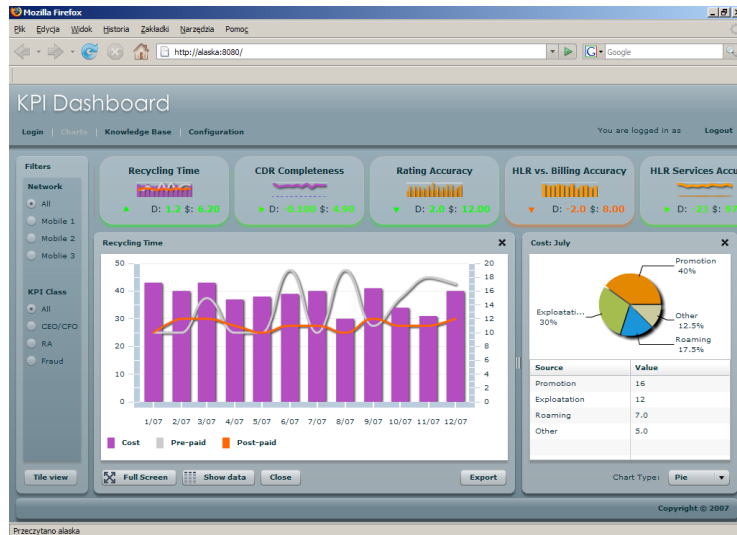 Mozilla Firefox
Plik Edycja Widok Historia Zakładki Narzędzia Pomoc
http://alaska:8080/
G Google
KPI Dashboard
Login | Charts | Knowledge Base | Configuration
You are logged in as Logout
Filters
Network
All
Mobile 1
Mobile 2
Moblie 3
KPI Class
All
CEO/CFO
RA
Fraud
Tile view
Recycling Time
D: 1.2 $: 6.20
CDR Completeness
D: -0.100 $: 4.00
Rating Accuracy
D: 2.0 $: 12.00
HLR vs. Billing Accuracy
D: -2.0 $: 8.00
HLR Services Accu
D: -23 $: 97
Recycling Time
50
40
30
20
10
0
20
18
16
14
12
10
8
6
4
2
0
1/07 2/07 3/07 4/07 5/07 6/07 7/07 8/07 9/07 10/07 11/07 12/07
Cost Pre-paid Post-paid
Full Screen Show data Close Export
Cost: July
Promotion
40%
Exploatati...
30%
Other
12.5%
Roaming
17.5%
Source Value
Promotion 16
Exploatation 12
Roaming 7.0
Other 5.0
Chart Type: Pie
Copyright © 2007
Przeczytano alaska